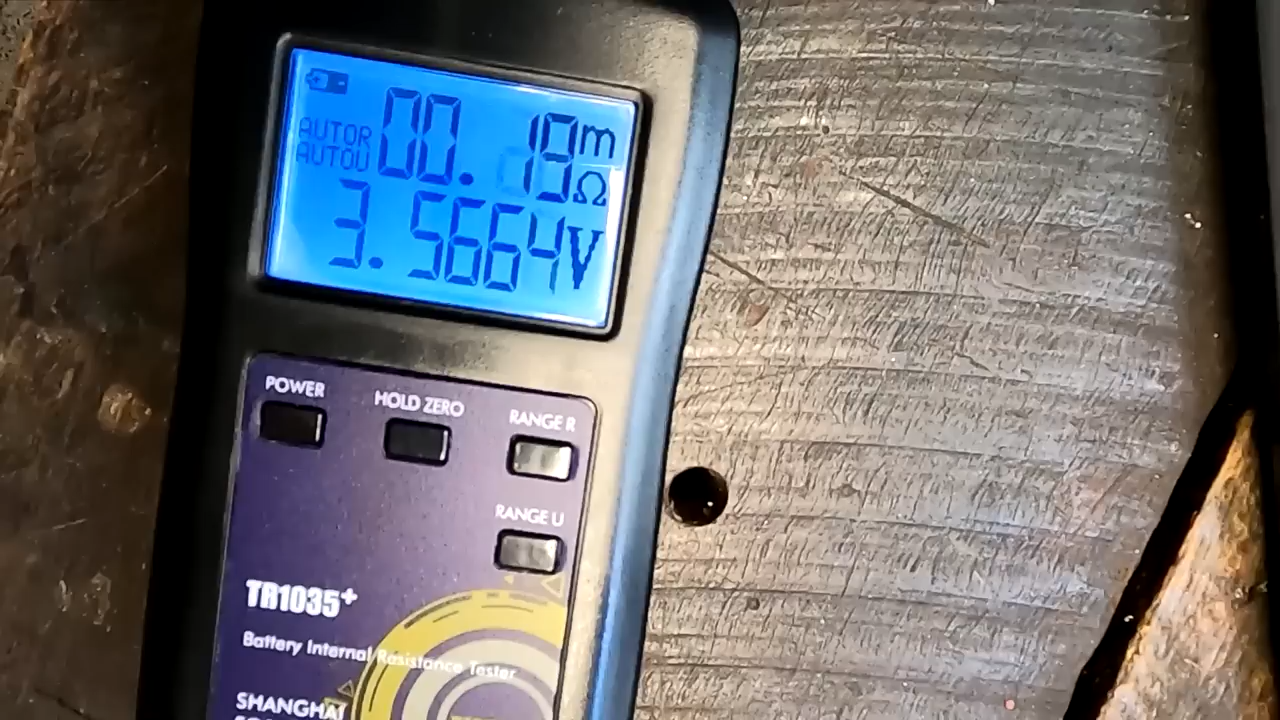 AUTOR
AUTOU
00.19mΩ
3.5664V
POWER
HOLD ZERO
RANGE R
RANGE U
TR1035+
Battery Internal Resistance Tester
SHANGHAI